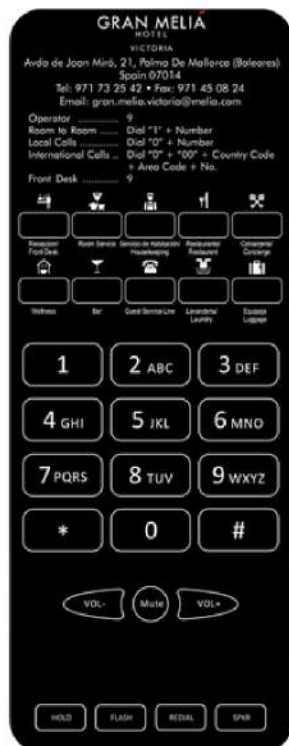 GRAN MELIÁ
HOTEL
VICTORIA
Avda de Joan Miró, 21, Palma De Mallorca (Baleares)
Spain 07014
Tel: 971 73 25 42 • Fax: 971 45 08 24
Email: gran.melia.victoria@melia.com
Operator ............ 9
Room to Room ....... Dial "1" + Number
Local Calls ............ Dial "0" + Number
International Calls .. Dial "0" + "00" + Country Code
+ Area Code + No.
Front Desk ............ 9
Recepción/ Front Desk
Room Service
Servicio de Habitación/ Housekeeping
Restaurante/ Restaurant
Conserjería/ Concierge
Wellness
Bar
Guest Service Line
Lavandería/ Laundry
Equipaje Luggage
1 2 ABC 3 DEF
4 GHI 5 JKL 6 MNO
7 PQRS 8 TUV 9 WXYZ
* 0 #
VOL- Mute VOL+
HOLD FLASH REDIAL SPKR